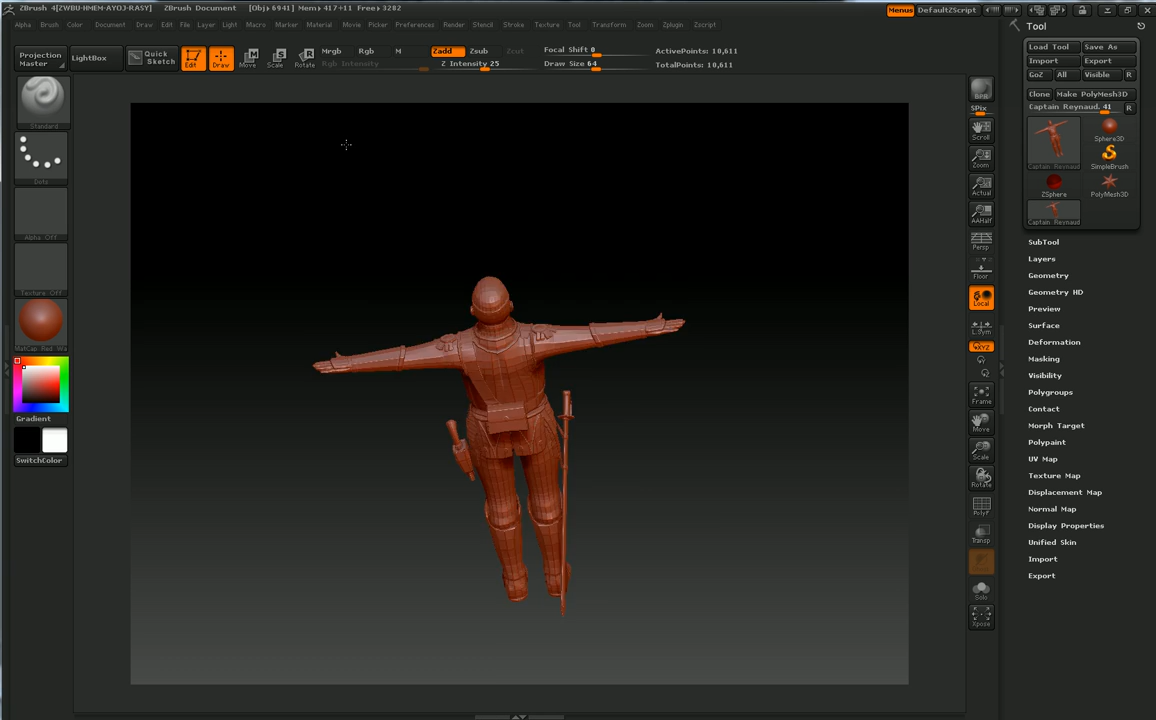 ZBrush 4[ZWBU-HMEM-AYOJ-RASY] ZBrush Document [Obj▸6941] Mem▸417+11 Free▸3282
Menus DefaultZScript
Alpha Brush Color Document Draw Edit File Layer Light Macro Marker Material Movie Picker Preferences Render Stencil Stroke Texture Tool Transform Zoom Zplugin Zscript
Tool
Projection Master
LightBox
Quick Sketch
Edit Draw Move Scale Rotate
Mrgb Rgb M
Rgb Intensity
Zadd Zsub Zcut
Z Intensity 25
Focal Shift 0
Draw Size 64
ActivePoints: 10,611
TotalPoints: 10,611
Standard
Dots
Alpha Off
Texture Off
MatCap Red Wa
Gradient
SwitchColor
BPR
SPix
Scroll
Zoom
Actual
AAHalf
Persp
Floor
Local
L.Sym
XYZ
Frame
Move
Scale
Rotate
PolyF
Transp
Solo
Xpose
Load Tool Save As
Import Export
GoZ All Visible R
Clone Make PolyMesh3D
Captain Reynaud. 41 R
Captain Reynaud
Sphere3D
SimpleBrush
ZSphere
PolyMesh3D
Captain Reynaud
SubTool
Layers
Geometry
Geometry HD
Preview
Surface
Deformation
Masking
Visibility
Polygroups
Contact
Morph Target
Polypaint
UV Map
Texture Map
Displacement Map
Normal Map
Display Properties
Unified Skin
Import
Export